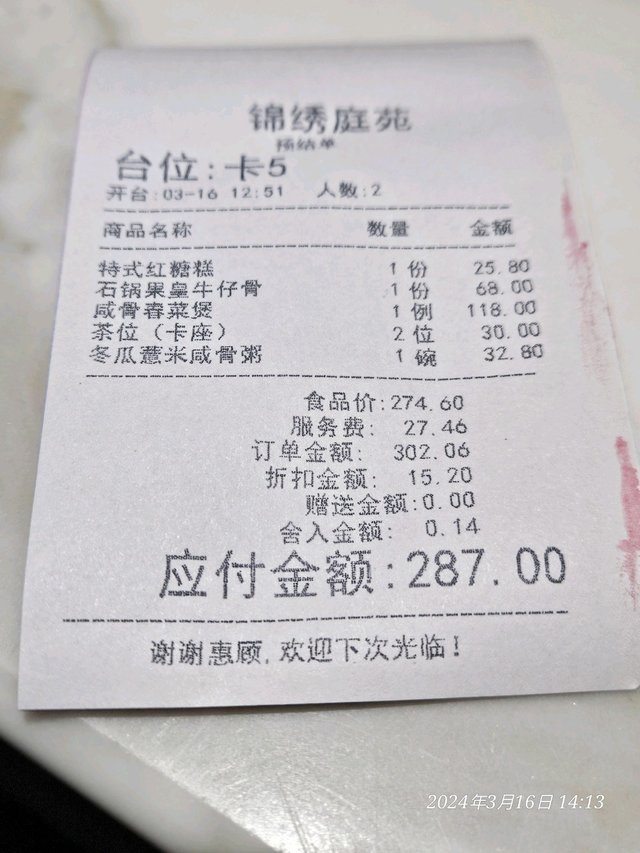 锦绣庭苑
预结单
台位:卡5
开台:03-16 12:51 人数:2
商品名称 数量 金额
特式红糖糕 1 份 25.80
石锅果皇牛仔骨 1 份 68.00
咸骨春菜煲 1 例 118.00
茶位（卡座） 2 位 30.00
冬瓜薏米咸骨粥 1 碗 32.80
食品价:274.60
服务费: 27.46
订单金额: 302.06
折扣金额: 15.20
赠送金额:0.00
舍入金额: 0.14
应付金额:287.00
谢谢惠顾,欢迎下次光临!
2024年3月16日 14:13